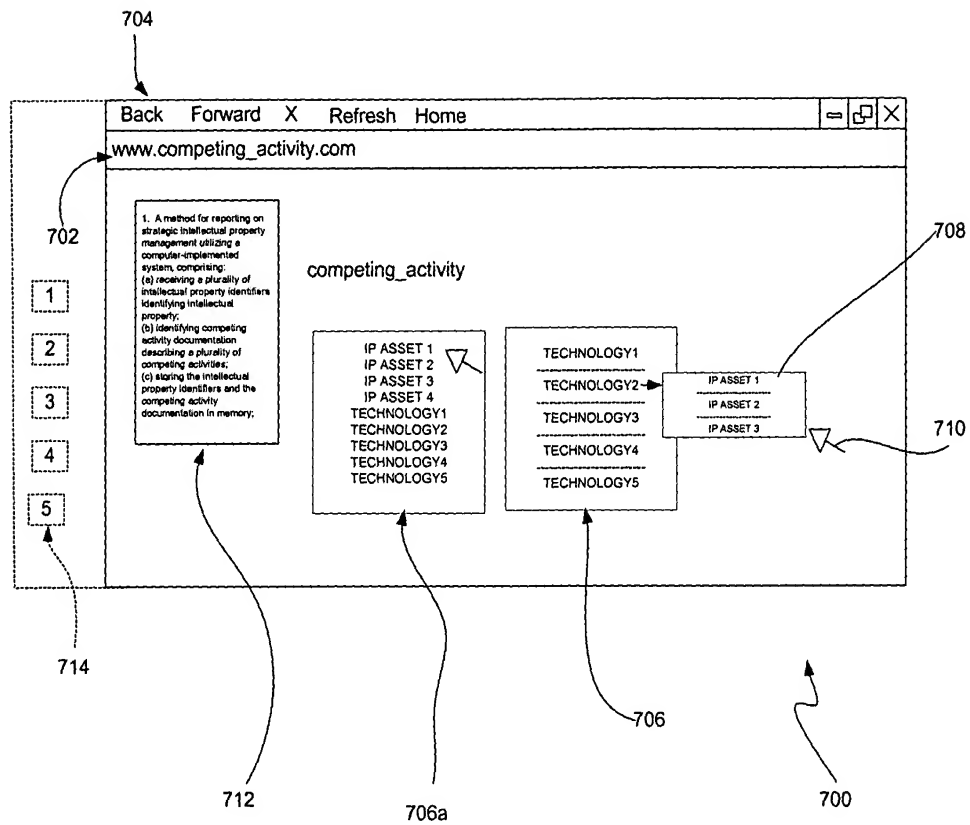 704
Back Forward X Refresh Home
www.competing_activity.com
702
708
1. A method for reporting on
strategic intellectual property
management utilizing a
computer-implemented
system, comprising:
(a) receiving a plurality of
intellectual property identifiers
identifying intellectual
property;
(b) identifying competing
activity documentation
describing a plurality of
competing activities;
(c) storing the intellectual
property identifiers and the
competing activity
documentation in memory;
competing_activity
1
2
3
4
5
IP ASSET 1
IP ASSET 2
IP ASSET 3
IP ASSET 4
TECHNOLOGY1
TECHNOLOGY2
TECHNOLOGY3
TECHNOLOGY4
TECHNOLOGY5
TECHNOLOGY1
TECHNOLOGY2
TECHNOLOGY3
TECHNOLOGY4
TECHNOLOGY5
IP ASSET 1
IP ASSET 2
IP ASSET 3
710
714
706
712
706a
700